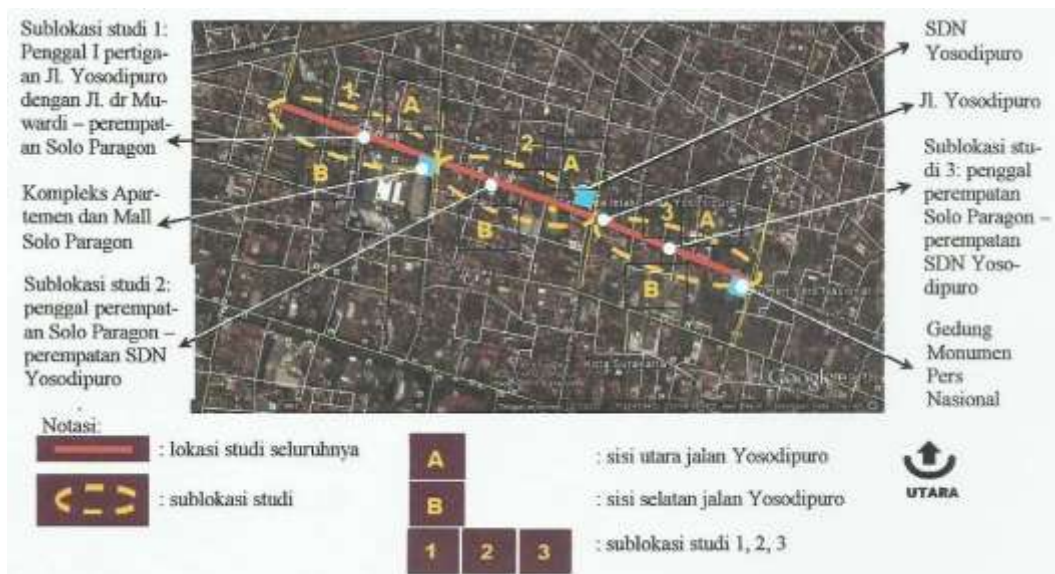 Sublokasi studi 1:
Penggal I pertiga-
an Jl. Yosodipuro
dengan Jl. dr Mu-
wardi – perempat-
an Solo Paragon
Kompleks Apar-
temen dan Mall
Solo Paragon
Sublokasi studi 2:
penggal perempat-
an Solo Paragon –
perempatan SDN
Yosodipuro
1
A
B
2
A
B
3
A
B
SDN
Yosodipuro
Jl. Yosodipuro
Sublokasi stu-
di 3: penggal
perempatan
Solo Paragon –
perempatan
SDN Yoso-
dipuro
Gedung
Monumen
Pers
Nasional
Notasi:
: lokasi studi seluruhnya
: sublokasi studi
A
: sisi utara jalan Yosodipuro
B
: sisi selatan jalan Yosodipuro
1 2 3
: sublokasi studi 1, 2, 3
UTARA